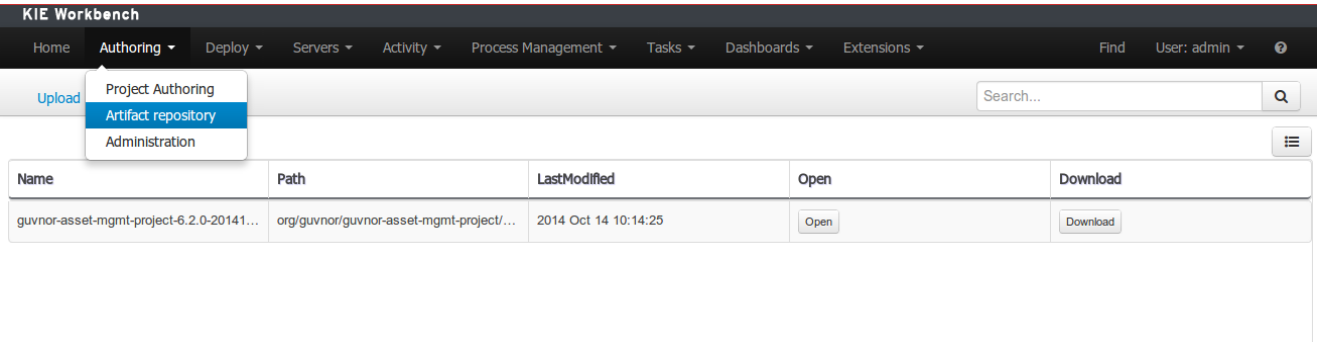 KIE Workbench
Home Authoring Deploy Servers Activity Process Management Tasks Dashboards Extensions Find User: admin ?
Project Authoring
Upload Search...
Artifact repository
Administration
Name Path LastModified Open Download
guvnor-asset-mgmt-project-6.2.0-20141... org/guvnor/guvnor-asset-mgmt-project/... 2014 Oct 14 10:14:25 Open Download